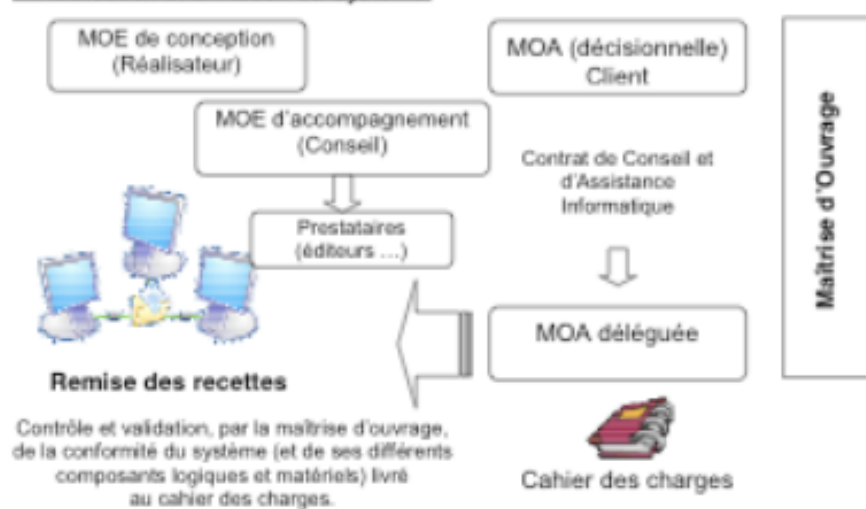 MOE de conception
(Réalisateur)
MOA (décisionnelle)
Client
MOE d'accompagnement
(Conseil)
Contrat de Conseil et
d'Assistance
Informatique
Prestataires
(éditeurs ...)
MOA déléguée
Maîtrise d'Ouvrage
Remise des recettes
Contrôle et validation, par la maîtrise d'ouvrage,
de la conformité du système (et de ses différents
composants logiques et matériels) livré
au cahier des charges.
Cahier des charges